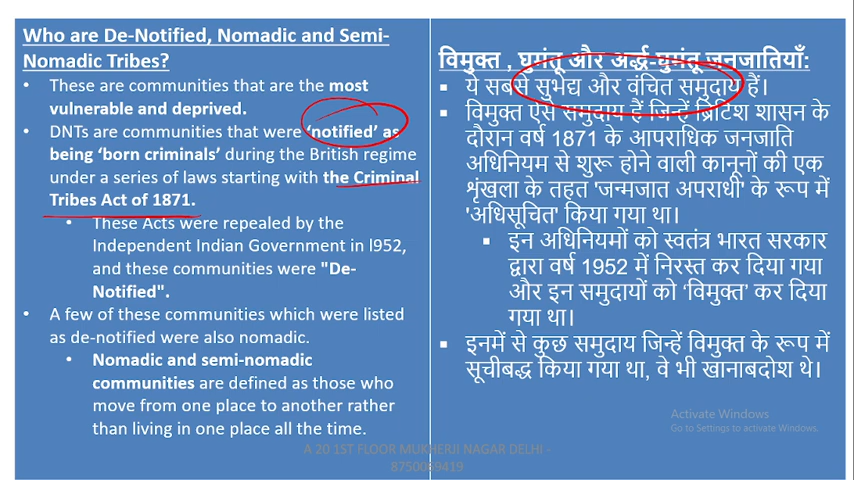 Who are De-Notified, Nomadic and Semi-
Nomadic Tribes?
• These are communities that are the most
vulnerable and deprived.
• DNTs are communities that were ‘notified’ as
being ‘born criminals’ during the British regime
under a series of laws starting with the Criminal
Tribes Act of 1871.
• These Acts were repealed by the
Independent Indian Government in l952,
and these communities were "De-
Notified".
• A few of these communities which were listed
as de-notified were also nomadic.
• Nomadic and semi-nomadic
communities are defined as those who
move from one place to another rather
than living in one place all the time.
विमुक्त , घुमंतू और अर्द्ध-घुमंतू जनजातियाँ:
▪ ये सबसे सुभेद्य और वंचित समुदाय हैं।
▪ विमुक्त ऐसे समुदाय हैं जिन्हें ब्रिटिश शासन के
दौरान वर्ष 1871 के आपराधिक जनजाति
अधिनियम से शुरू होने वाली कानूनों की एक
शृंखला के तहत 'जन्मजात अपराधी' के रूप में
'अधिसूचित' किया गया था।
▪ इन अधिनियमों को स्वतंत्र भारत सरकार
द्वारा वर्ष 1952 में निरस्त कर दिया गया
और इन समुदायों को ‘विमुक्त’ कर दिया
गया था।
▪ इनमें से कुछ समुदाय जिन्हें विमुक्त के रूप में
सूचीबद्ध किया गया था, वे भी खानाबदोश थे।
Activate Windows
Go to Settings to activate Windows.
A 20 1ST FLOOR MUKHERJI NAGAR DELHI -